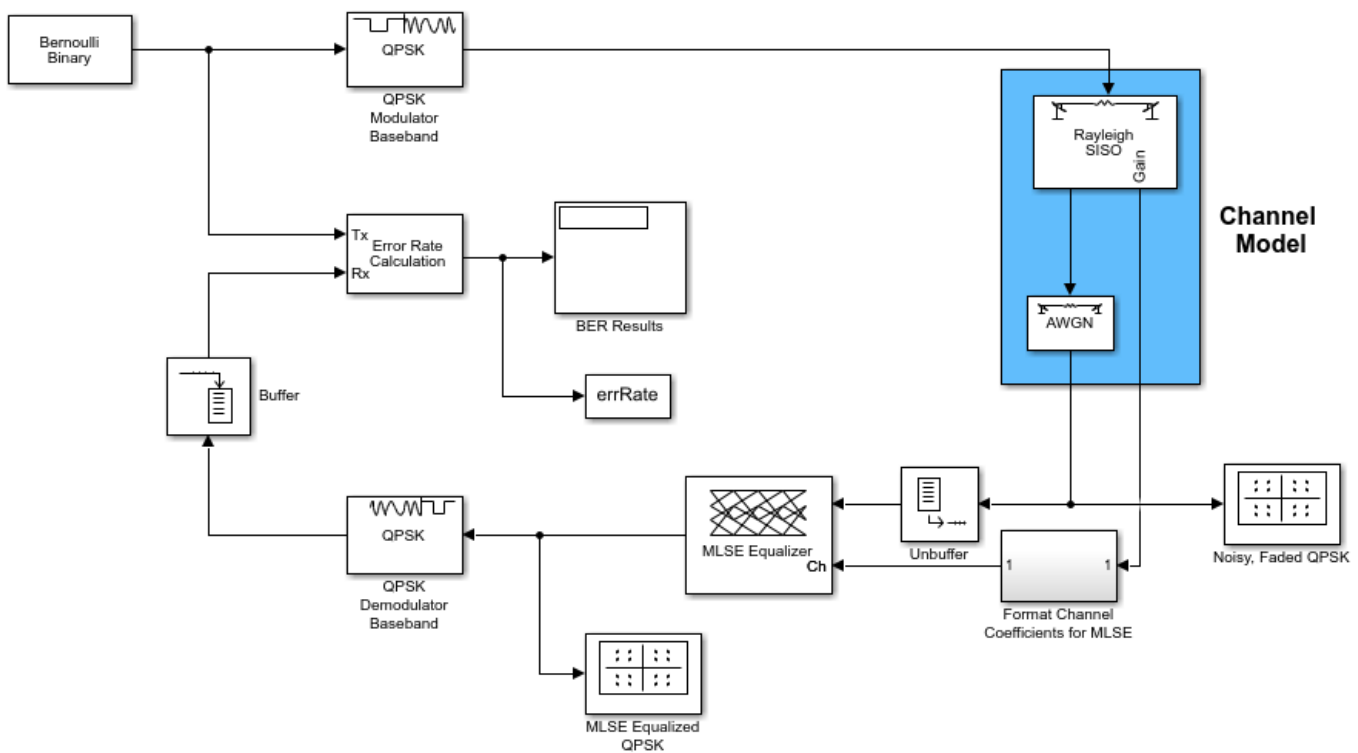 Bernoulli
Binary
QPSK
QPSK
Modulator
Baseband
Rayleigh
SISO
Gain
Channel
Model
AWGN
Tx
Rx
Error Rate
Calculation
BER Results
errRate
Buffer
QPSK
QPSK
Demodulator
Baseband
MLSE Equalizer
Ch
Unbuffer
1
1
Format Channel
Coefficients for MLSE
Noisy, Faded QPSK
MLSE Equalized
QPSK